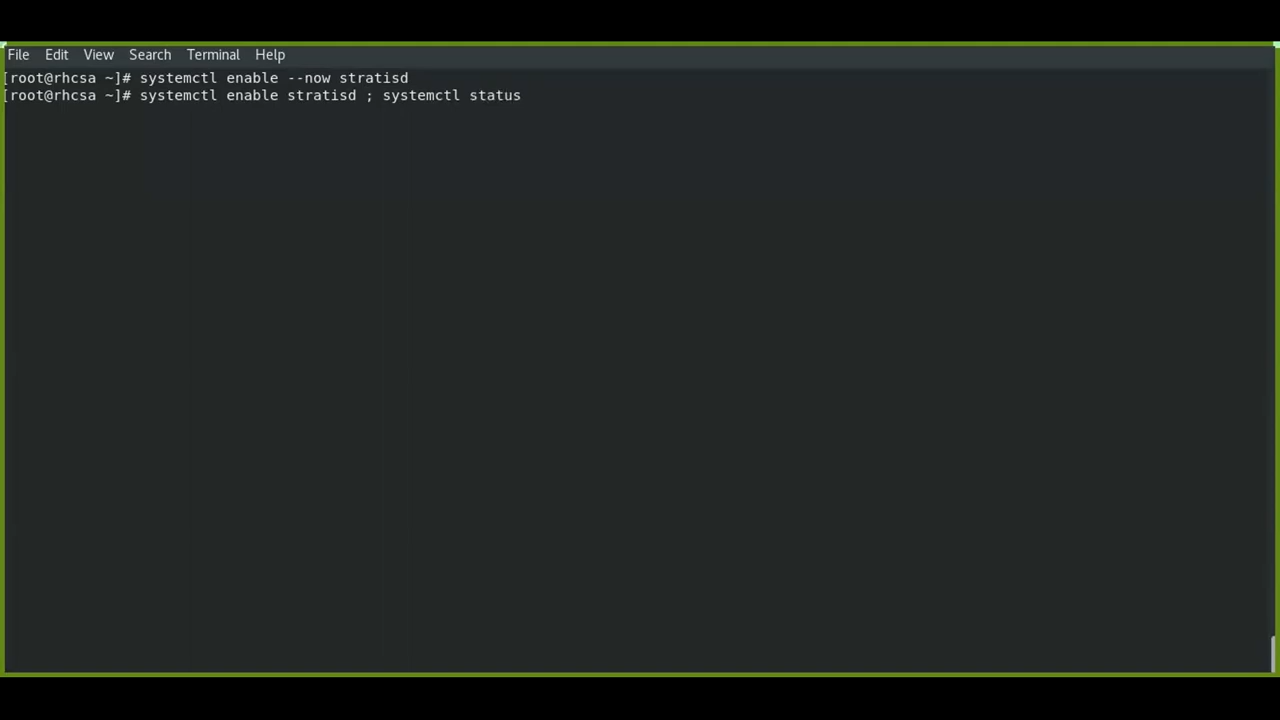 File Edit View Search Terminal Help
[root@rhcsa ~]# systemctl enable --now stratisd
[root@rhcsa ~]# systemctl enable stratisd ; systemctl status